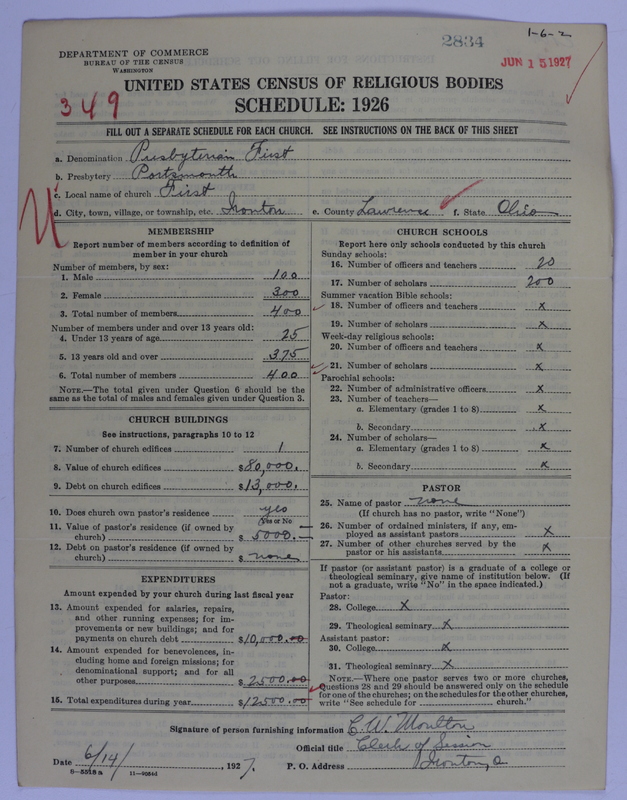 1-6-2
2834
JUN 15 1927
DEPARTMENT OF COMMERCE
BUREAU OF THE CENSUS
WASHINGTON
UNITED STATES CENSUS OF RELIGIOUS BODIES
349
SCHEDULE: 1926
FILL OUT A SEPARATE SCHEDULE FOR EACH CHURCH. SEE INSTRUCTIONS ON THE BACK OF THIS SHEET
a. Denomination Presbyterian First
b. Presbytery Portsmouth
c. Local name of church First
d. City, town, village, or township, etc. Ironton e. County Lawrence f. State Ohio
MEMBERSHIP
Report number of members according to definition of
member in your church
Number of members, by sex:
1. Male 100
2. Female 300
3. Total number of members 400
Number of members under and over 13 years old:
4. Under 13 years of age 25
5. 13 years old and over 375
6. Total number of members 400
NOTE.—The total given under Question 6 should be the
same as the total of males and females given under Question 3.
CHURCH BUILDINGS
See instructions, paragraphs 10 to 12
7. Number of church edifices 1
8. Value of church edifices $80,000.
9. Debt on church edifices $13,000.
10. Does church own pastor's residence yes
(Yes or No)
11. Value of pastor's residence (if owned by
church) $ 5000.—
12. Debt on pastor's residence (if owned by
church) $ none
EXPENDITURES
Amount expended by your church during last fiscal year
13. Amount expended for salaries, repairs,
and other running expenses; for im-
provements or new buildings; and for
payments on church debt $10,000.00
14. Amount expended for benevolences, in-
cluding home and foreign missions; for
denominational support; and for all
other purposes $ 2500.00
15. Total expenditures during year $12500.00
CHURCH SCHOOLS
Report here only schools conducted by this church
Sunday schools:
16. Number of officers and teachers 20
17. Number of scholars 200
Summer vacation Bible schools:
18. Number of officers and teachers x
19. Number of scholars x
Week-day religious schools:
20. Number of officers and teachers x
21. Number of scholars x
Parochial schools:
22. Number of administrative officers x
23. Number of teachers—
a. Elementary (grades 1 to 8) x
b. Secondary x
24. Number of scholars—
a. Elementary (grades 1 to 8) x
b. Secondary x
PASTOR
25. Name of pastor none
(If church has no pastor, write "None")
26. Number of ordained ministers, if any, em-
ployed as assistant pastors x
27. Number of other churches served by the
pastor or his assistants x
If pastor (or assistant pastor) is a graduate of a college or
theological seminary, give name of institution below. (If
not a graduate, write "No" in the space indicated.)
Pastor:
28. College X
29. Theological seminary X
Assistant pastor:
30. College x
31. Theological seminary X
NOTE.—Where one pastor serves two or more churches,
Questions 28 and 29 should be answered only on the schedule
for one of the churches; on the schedules for the other churches,
write "See schedule for church."
Signature of person furnishing information C. W. Moulton
Official title Clerk of Session
Date 6/14/, 1927. P. O. Address Ironton, O
8-5518a 11-9054d